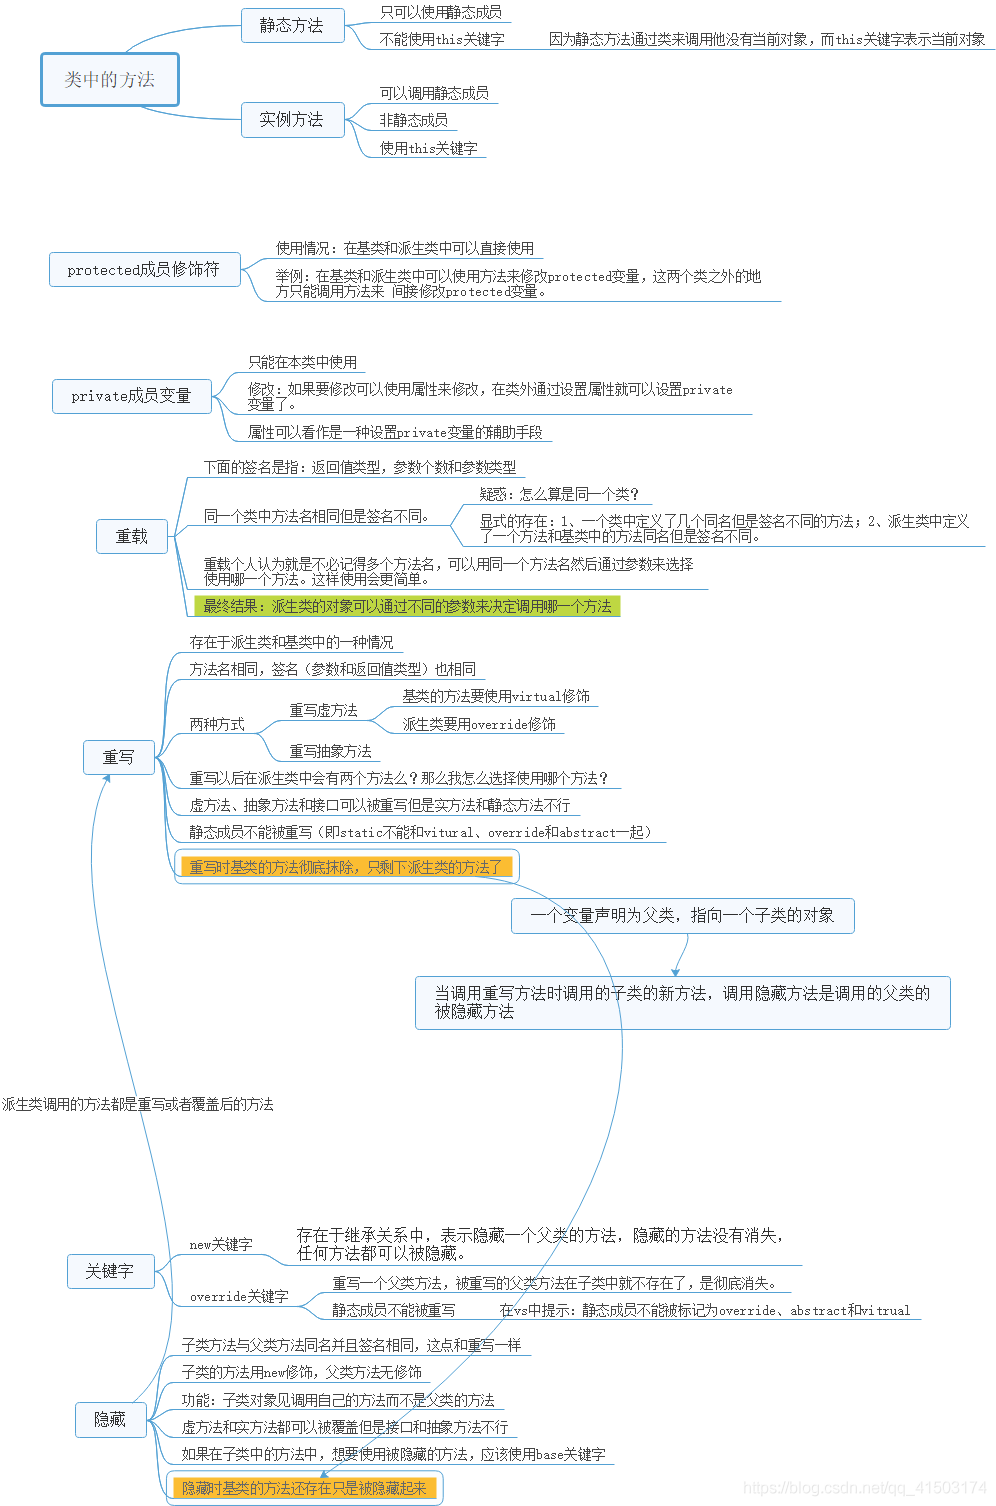 类中的方法
静态方法
只可以使用静态成员
不能使用this关键字
因为静态方法通过类来调用他没有当前对象，而this关键字表示当前对象
实例方法
可以调用静态成员
非静态成员
使用this关键字
protected成员修饰符
使用情况：在基类和派生类中可以直接使用
举例：在基类和派生类中可以使用方法来修改protected变量，这两个类之外的地
方只能调用方法来 间接修改protected变量。
private成员变量
只能在本类中使用
修改：如果要修改可以使用属性来修改，在类外通过设置属性就可以设置private
变量了。
属性可以看作是一种设置private变量的辅助手段
重载
下面的签名是指：返回值类型，参数个数和参数类型
同一个类中方法名相同但是签名不同。
疑惑：怎么算是同一个类？
显式的存在：1、一个类中定义了几个同名但是签名不同的方法；2、派生类中定义
了一个方法和基类中的方法同名但是签名不同。
重载个人认为就是不必记得多个方法名，可以用同一个方法名然后通过参数来选择
使用哪一个方法。这样使用会更简单。
最终结果：派生类的对象可以通过不同的参数来决定调用哪一个方法
重写
存在于派生类和基类中的一种情况
方法名相同，签名（参数和返回值类型）也相同
两种方式
重写虚方法
基类的方法要使用virtual修饰
派生类要用override修饰
重写抽象方法
重写以后在派生类中会有两个方法么？那么我怎么选择使用哪个方法？
虚方法、抽象方法和接口可以被重写但是实方法和静态方法不行
静态成员不能被重写（即static不能和vitural、override和abstract一起）
重写时基类的方法彻底抹除，只剩下派生类的方法了
一个变量声明为父类，指向一个子类的对象
当调用重写方法时调用的子类的新方法，调用隐藏方法是调用的父类的
被隐藏方法
派生类调用的方法都是重写或者覆盖后的方法
关键字
new关键字
存在于继承关系中，表示隐藏一个父类的方法，隐藏的方法没有消失，
任何方法都可以被隐藏。
override关键字
重写一个父类方法，被重写的父类方法在子类中就不存在了，是彻底消失。
静态成员不能被重写
在vs中提示：静态成员不能被标记为override、abstract和vitrual
隐藏
子类方法与父类方法同名并且签名相同，这点和重写一样
子类的方法用new修饰，父类方法无修饰
功能：子类对象见调用自己的方法而不是父类的方法
虚方法和实方法都可以被覆盖但是接口和抽象方法不行
如果在子类中的方法中，想要使用被隐藏的方法，应该使用base关键字
隐藏时基类的方法还存在只是被隐藏起来
https://blog.csdn.net/qq_41503174